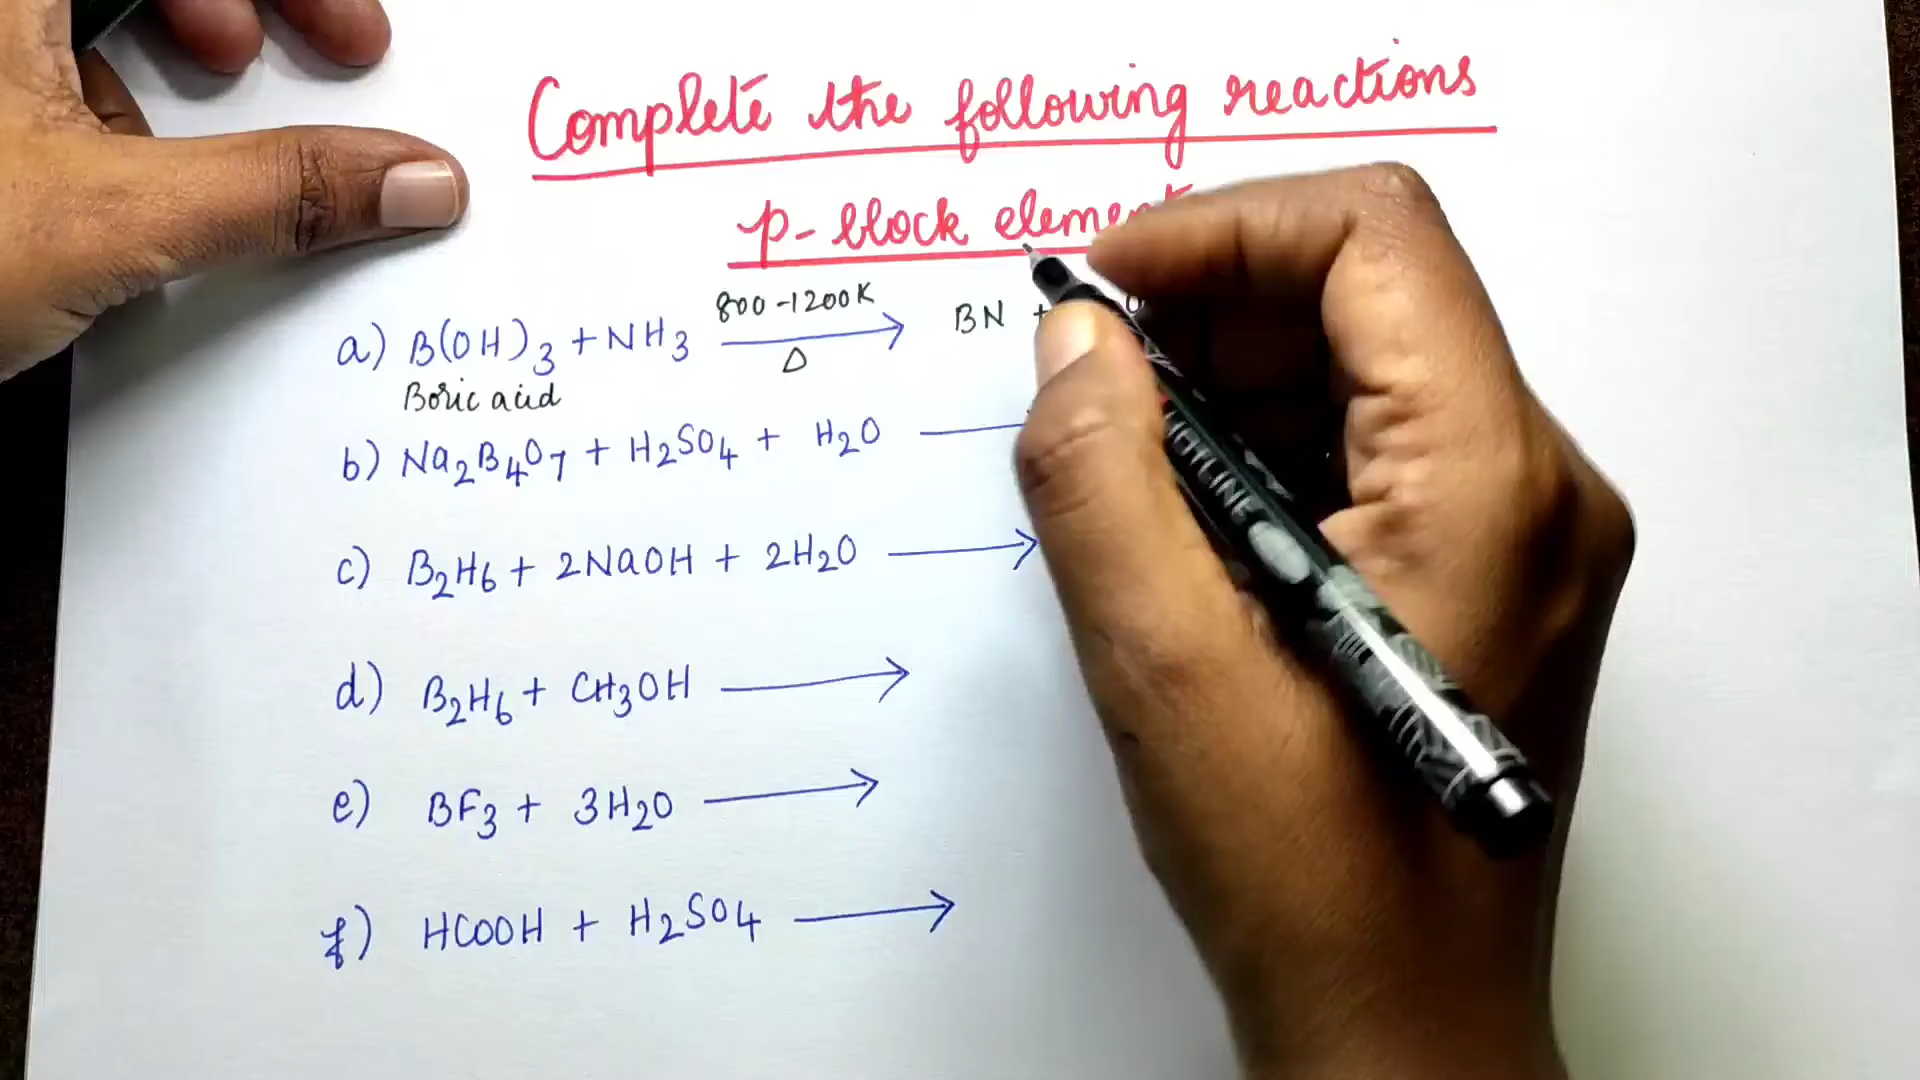 Complete the following reactions
p-block
800-1200K
a) B(OH)3 + NH3 → BN +
Δ
Boric acid
b) Na2B4O7 + H2SO4 + H2O
c) B2H6 + 2NaOH + 2H2O →
d) B2H6 + CH3OH →
e) BF3 + 3H2O →
f) HCOOH + H2SO4 →